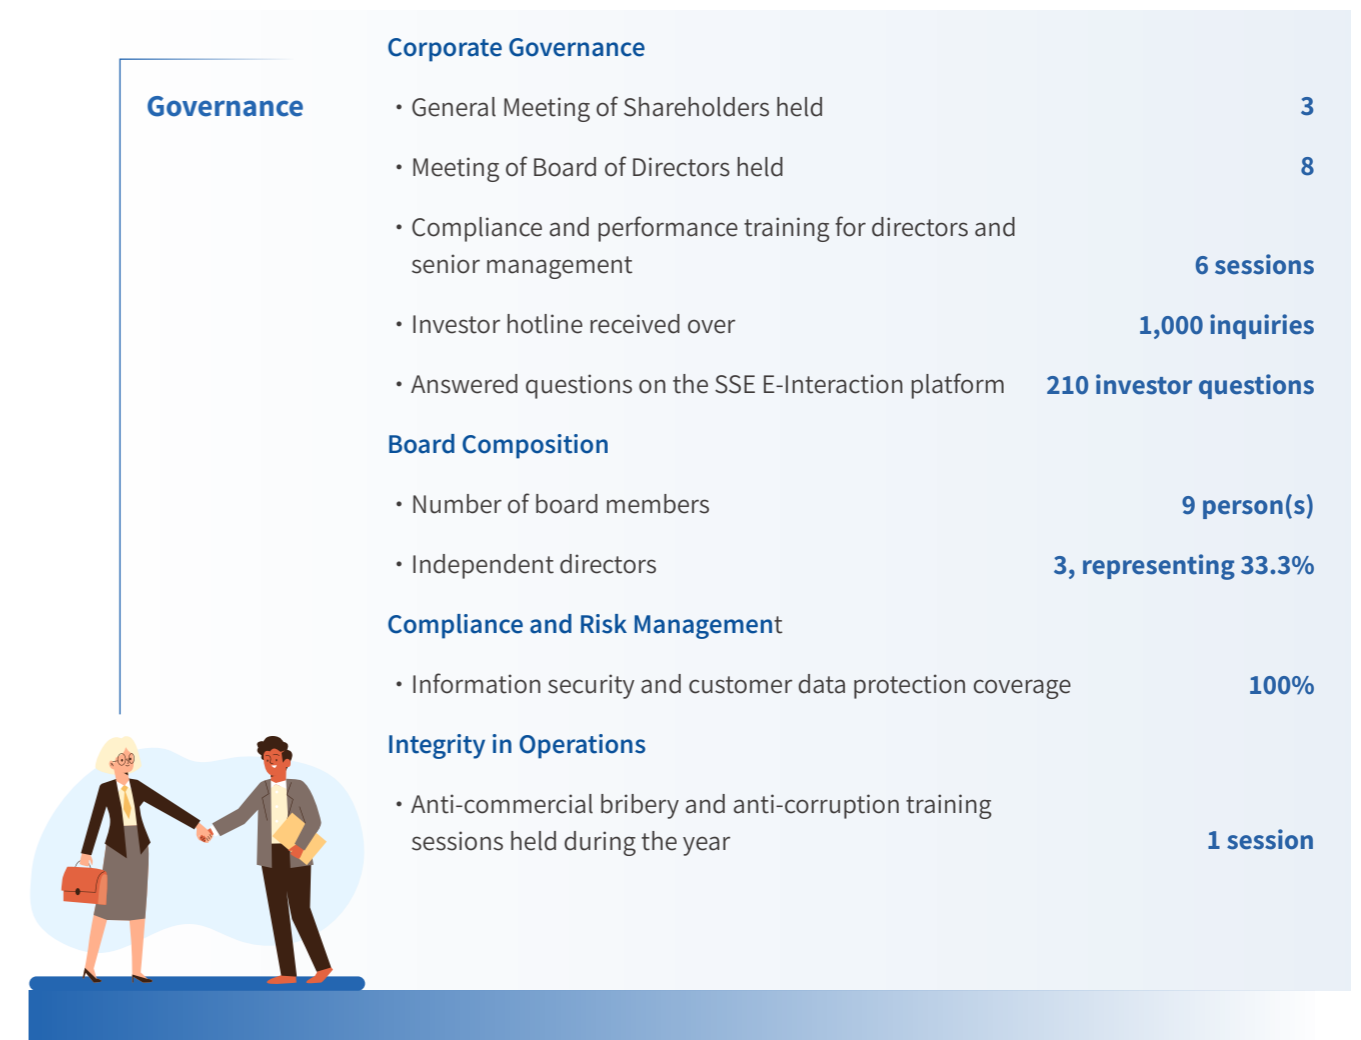 Governance
Corporate Governance
・General Meeting of Shareholders held 3
・Meeting of Board of Directors held 8
・Compliance and performance training for directors and
senior management 6 sessions
・Investor hotline received over 1,000 inquiries
・Answered questions on the SSE E-Interaction platform 210 investor questions
Board Composition
・Number of board members 9 person(s)
・Independent directors 3, representing 33.3%
Compliance and Risk Management
・Information security and customer data protection coverage 100%
Integrity in Operations
・Anti-commercial bribery and anti-corruption training
sessions held during the year 1 session